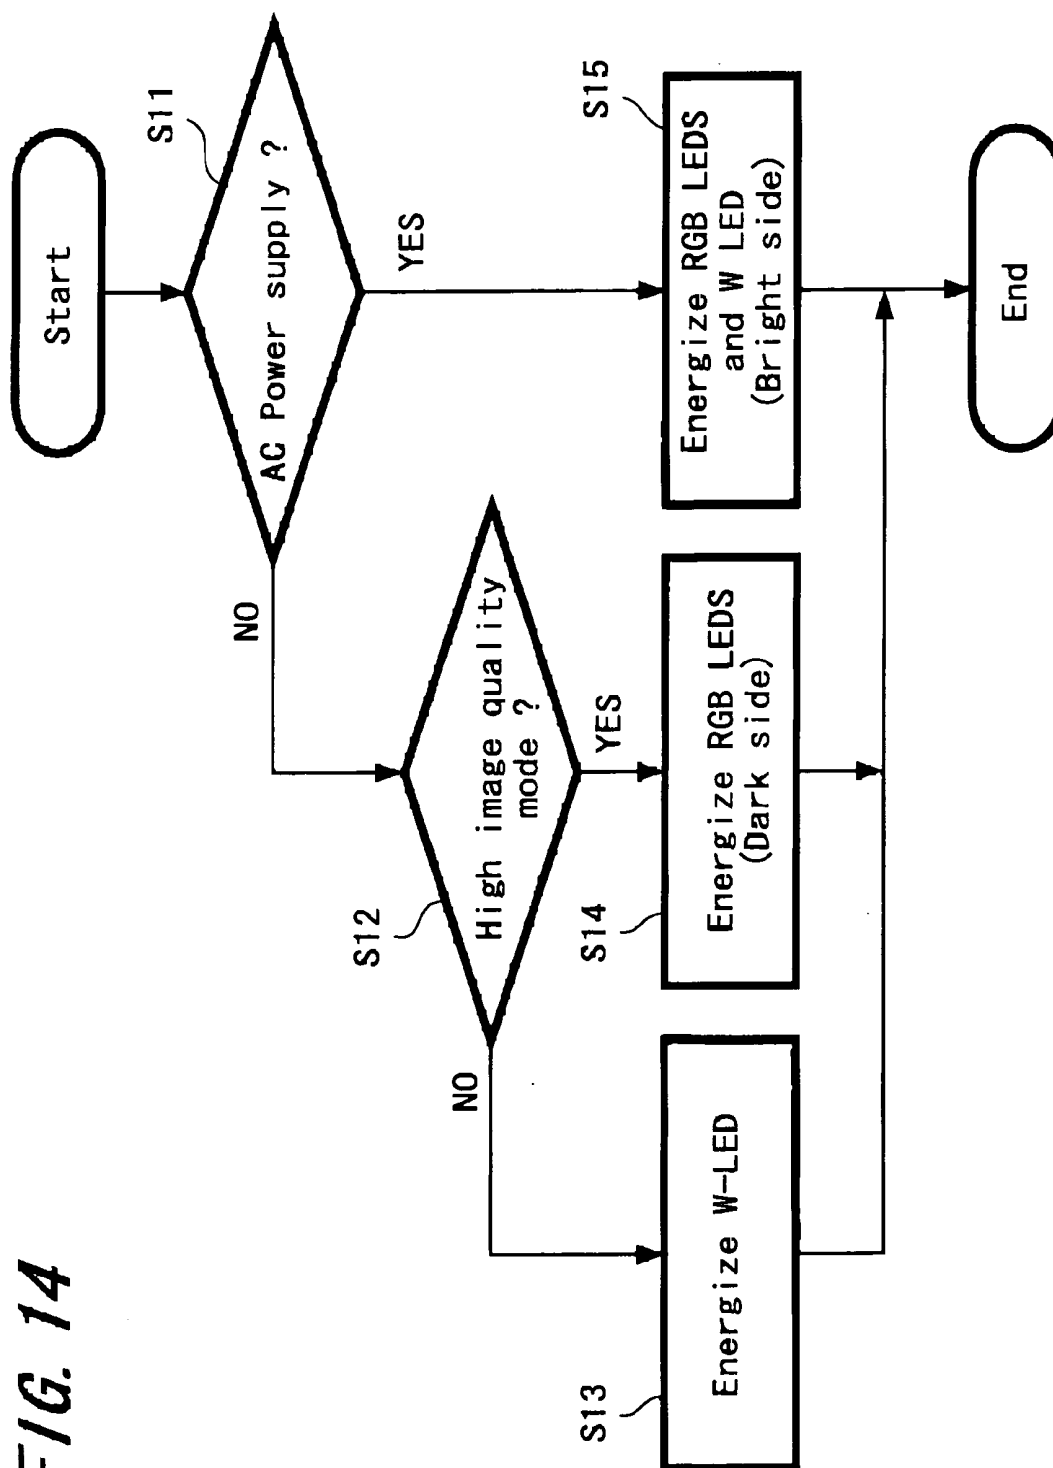 FIG. 14
Start
S11
AC Power supply ?
YES
NO
S12
High image quality
mode ?
YES
NO
S13
Energize W-LED
S14
Energize RGB LEDS
(Dark side)
S15
Energize RGB LEDS
and W LED
(Bright side)
End